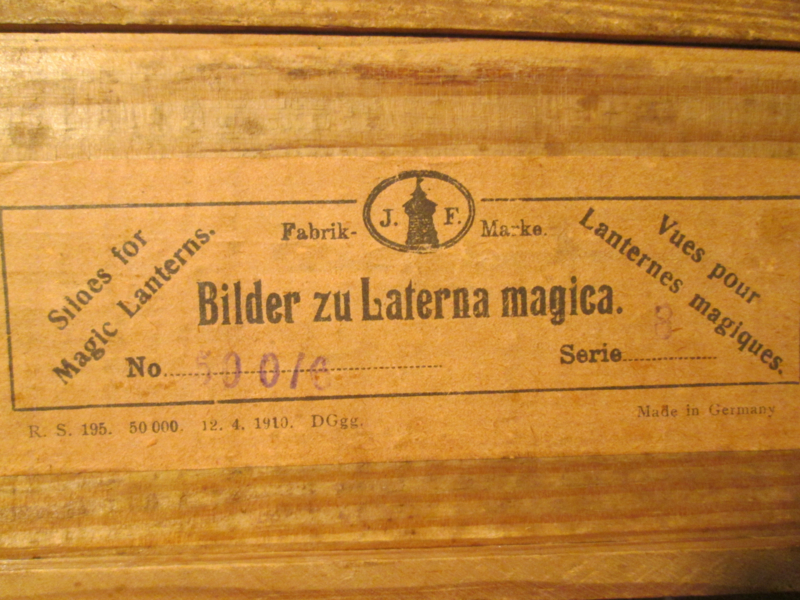 Slides for
Magic Lanterns.
Fabrik-
J. F.
Marke.
Vues pour
Lanternes magiques.
Bilder zu Laterna magica.
No. 500/6
Serie 8
R. S. 195. 50 000. 12. 4. 1910. DGgg.
Made in Germany